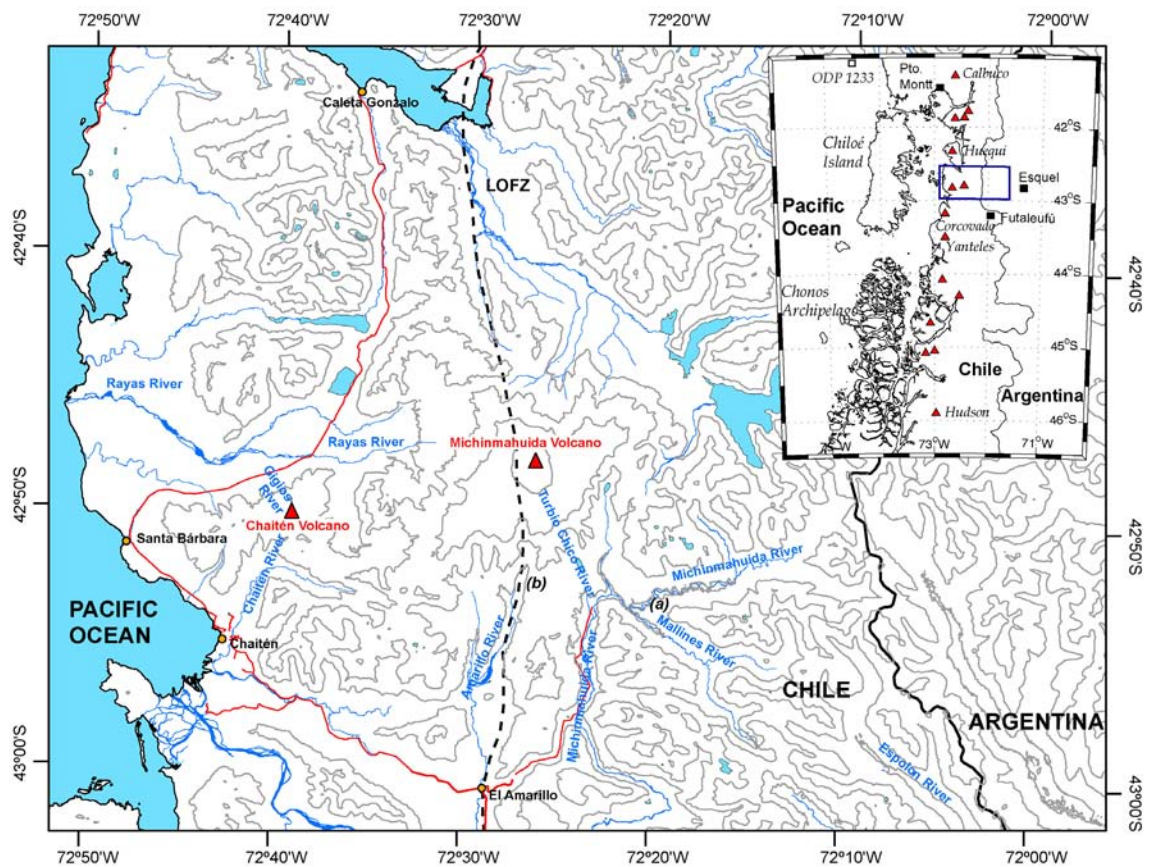 72°50'W 72°40'W 72°30'W 72°20'W 72°10'W 72°00'W
ODP 1233
Pto.
Montt
Calbuco
Caleta Gonzalo
42°S
Chiloé
Island
Huequi
LOFZ
Esquel
43°S
Pacific
Ocean
Corcovado
Futaleufú
Yanteles
42°40'S
44°S
42°40'S
Chonos
Archipelago
45°S
Chile
Argentina
Rayas River
Hudson
46°S
Rayas River
Michinmahuida Volcano
W 73°W 71°W
Gigios
River
42°50'S
Chaitén Volcano
Turbio Chico River
Santa Bárbara
42°50'S
Chaitén River
Michinmahuida River
(b)
(a)
PACIFIC
OCEAN
Chaitén
Amarillo River
Mallines River
Michinmahuida River
CHILE
ARGENTINA
Espolón River
43°00'S
El Amarillo
43°00'S
72°50'W 72°40'W 72°30'W 72°20'W 72°10'W 72°00'W